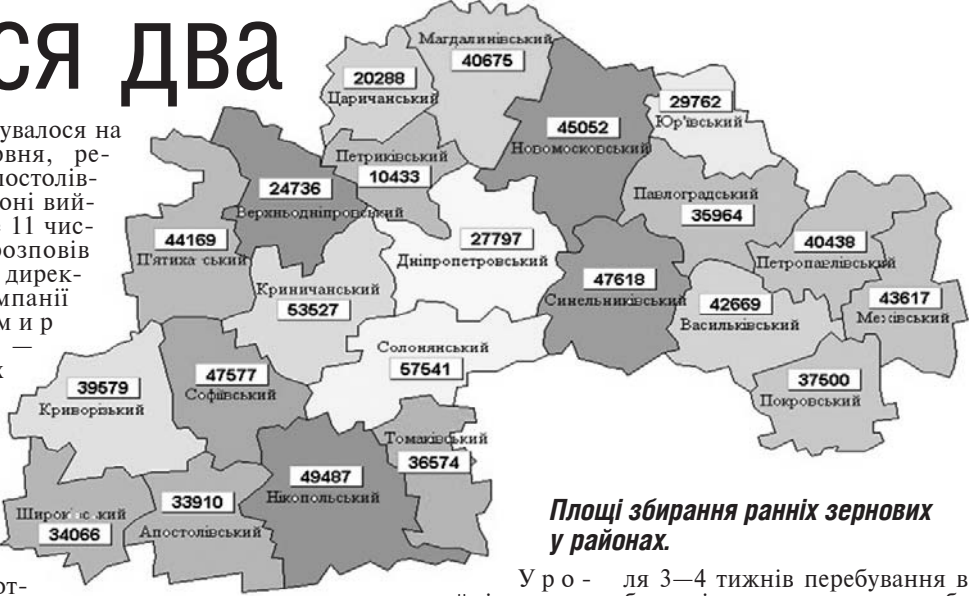 ся два
увалося на
овня, ре-
постолів-
оні вий-
е 11 чис-
розповів
дирек-
мпанії
м и р
—
х
Магдалинівський
40675
20288
Царичанський
29762
Юр'ївський
45052
Новомосковський
Петриківський
10433
24736
Верхньодніпровський
Павлоградський
35964
44169
27797
Дніпропетровський
40438
Петропавлівський
Криничанський
53527
47618
Синельниківський
42669
Васильківський
43617
Солонянський
57541
39579
Криворізький
47577
Софіївський
37500
Покровський
Томаківський
36574
49487
Нікопольський
33910
Апостолівський
34066
Площі збирання ранніх зернових
у районах.
рт-
У р о - ля 3—4 тижнів перебування в